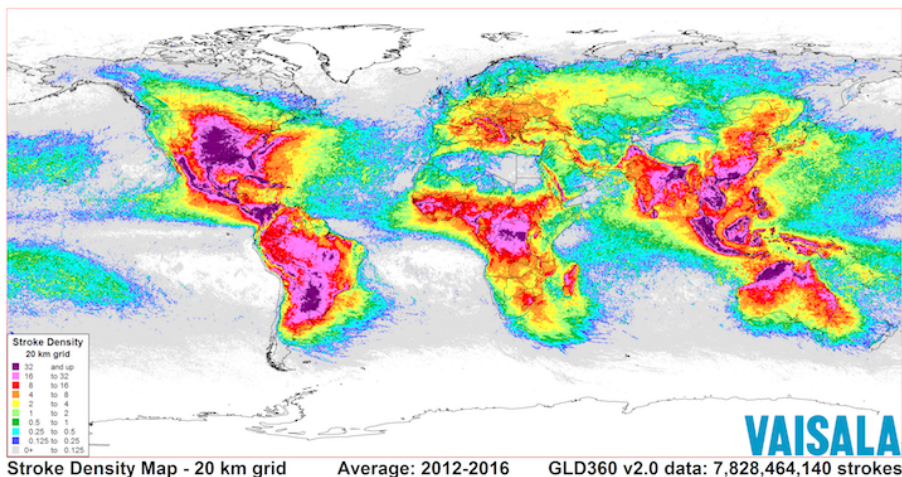 Stroke Density
20 km grid
32 and up
16 to 32
8 to 16
4 to 8
2 to 4
1 to 2
0.5 to 1
0.25 to 0.5
0.125 to 0.25
0+ to 0.125
VAISALA
Stroke Density Map - 20 km grid Average: 2012-2016 GLD360 v2.0 data: 7,828,464,140 strokes